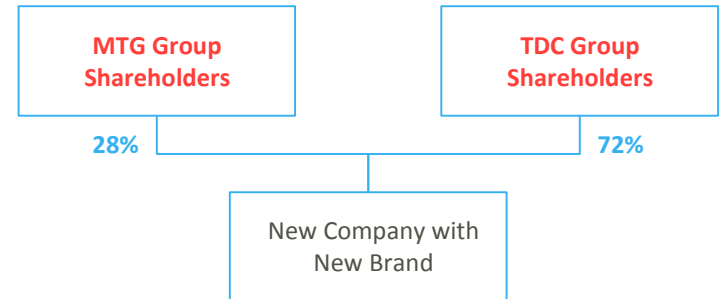 MTG Group
Shareholders
TDC Group
Shareholders
28%
72%
New Company with
New Brand